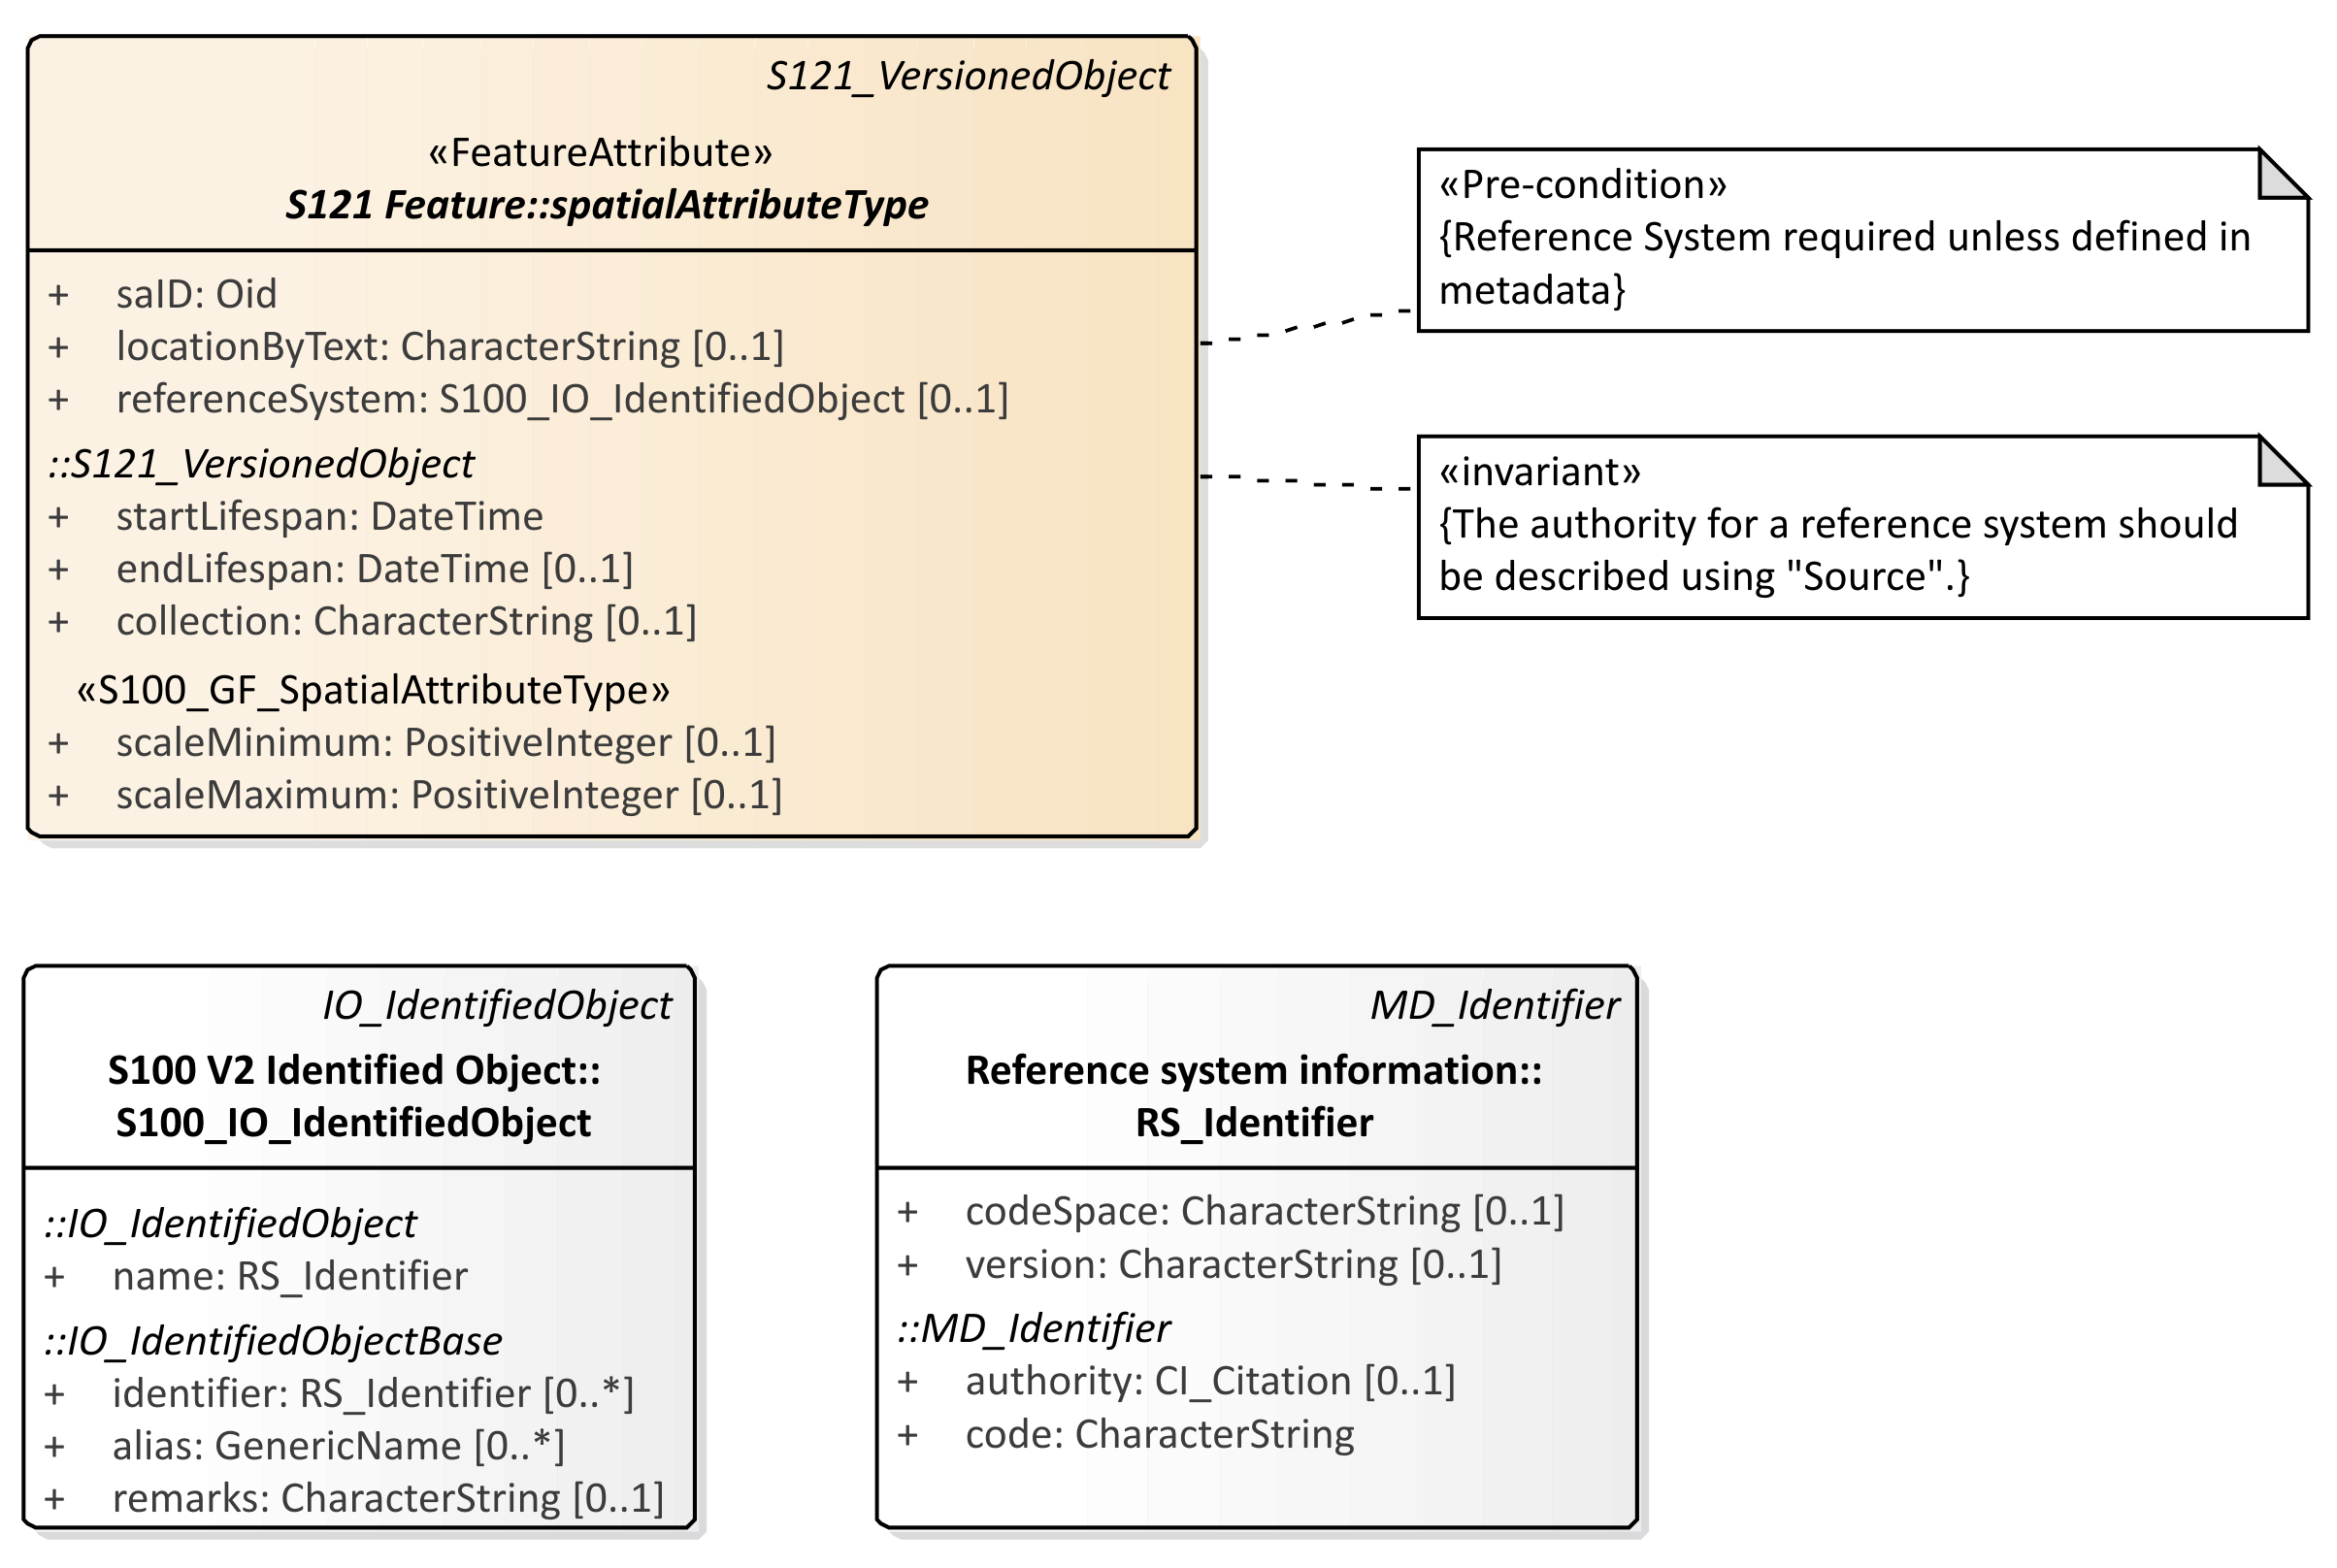 S121_VersionedObject
«FeatureAttribute»
S121 Feature::spatialAttributeType
+ saID: Oid
+ locationByText: CharacterString [0..1]
+ referenceSystem: S100_IO_IdentifiedObject [0..1]
::S121_VersionedObject
+ startLifespan: DateTime
+ endLifespan: DateTime [0..1]
+ collection: CharacterString [0..1]
«S100_GF_SpatialAttributeType»
+ scaleMinimum: PositiveInteger [0..1]
+ scaleMaximum: PositiveInteger [0..1]
«Pre-condition»
{Reference System required unless defined in
metadata}
«invariant»
{The authority for a reference system should
be described using "Source".}
IO_IdentifiedObject
S100 V2 Identified Object::
S100_IO_IdentifiedObject
::IO_IdentifiedObject
+ name: RS_Identifier
::IO_IdentifiedObjectBase
+ identifier: RS_Identifier [0..*]
+ alias: GenericName [0..*]
+ remarks: CharacterString [0..1]
MD_Identifier
Reference system information::
RS_Identifier
+ codeSpace: CharacterString [0..1]
+ version: CharacterString [0..1]
::MD_Identifier
+ authority: CI_Citation [0..1]
+ code: CharacterString